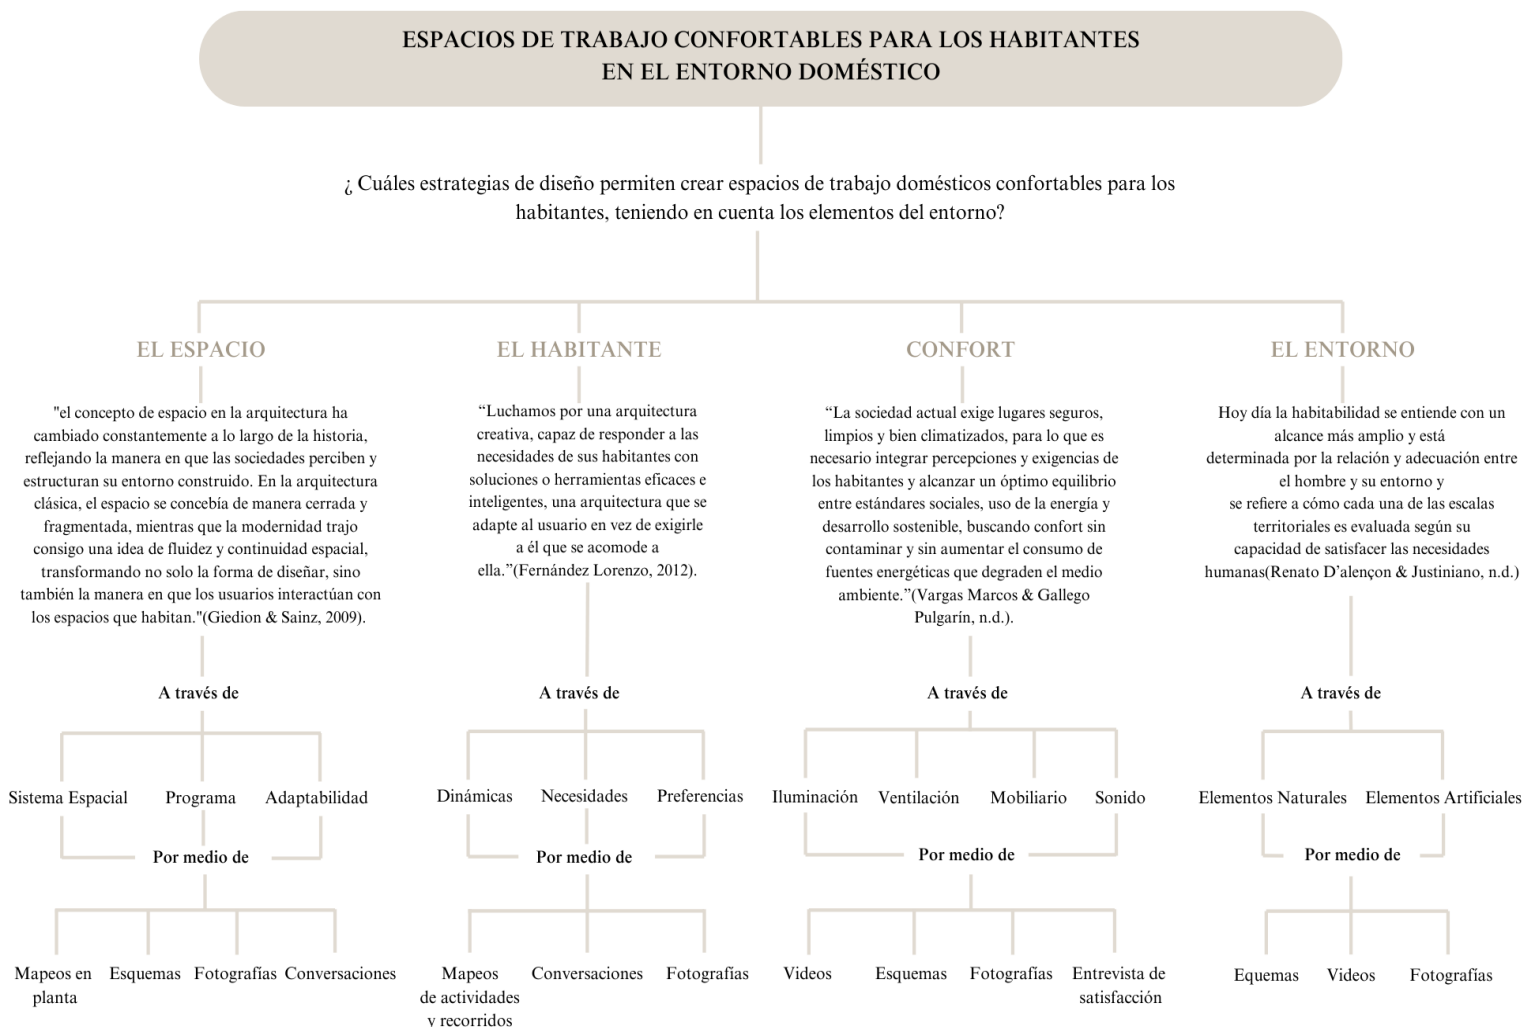 ESPACIOS DE TRABAJO CONFORTABLES PARA LOS HABITANTES
EN EL ENTORNO DOMÉSTICO
¿ Cuáles estrategias de diseño permiten crear espacios de trabajo domésticos confortables para los
habitantes, teniendo en cuenta los elementos del entorno?
EL ESPACIO
"el concepto de espacio en la arquitectura ha
cambiado constantemente a lo largo de la historia,
reflejando la manera en que las sociedades perciben y
estructuran su entorno construido. En la arquitectura
clásica, el espacio se concebía de manera cerrada y
fragmentada, mientras que la modernidad trajo
consigo una idea de fluidez y continuidad espacial,
transformando no solo la forma de diseñar, sino
también la manera en que los usuarios interactúan con
los espacios que habitan."(Giedion & Sainz, 2009).
A través de
Sistema Espacial
Programa
Adaptabilidad
Por medio de
Mapeos en
planta
Esquemas
Fotografías
Conversaciones
EL HABITANTE
“Luchamos por una arquitectura
creativa, capaz de responder a las
necesidades de sus habitantes con
soluciones o herramientas eficaces e
inteligentes, una arquitectura que se
adapte al usuario en vez de exigirle
a él que se acomode a
ella.”(Fernández Lorenzo, 2012).
A través de
Dinámicas
Necesidades
Preferencias
Por medio de
Mapeos
de actividades
y recorridos
Conversaciones
Fotografías
CONFORT
“La sociedad actual exige lugares seguros,
limpios y bien climatizados, para lo que es
necesario integrar percepciones y exigencias de
los habitantes y alcanzar un óptimo equilibrio
entre estándares sociales, uso de la energía y
desarrollo sostenible, buscando confort sin
contaminar y sin aumentar el consumo de
fuentes energéticas que degraden el medio
ambiente.”(Vargas Marcos & Gallego
Pulgarín, n.d.).
A través de
Iluminación
Ventilación
Mobiliario
Sonido
Por medio de
Videos
Esquemas
Fotografías
Entrevista de
satisfacción
EL ENTORNO
Hoy día la habitabilidad se entiende con un
alcance más amplio y está
determinada por la relación y adecuación entre
el hombre y su entorno y
se refiere a cómo cada una de las escalas
territoriales es evaluada según su
capacidad de satisfacer las necesidades
humanas(Renato D’alençon & Justiniano, n.d.)
A través de
Elementos Naturales
Elementos Artificiales
Por medio de
Equemas
Videos
Fotografías